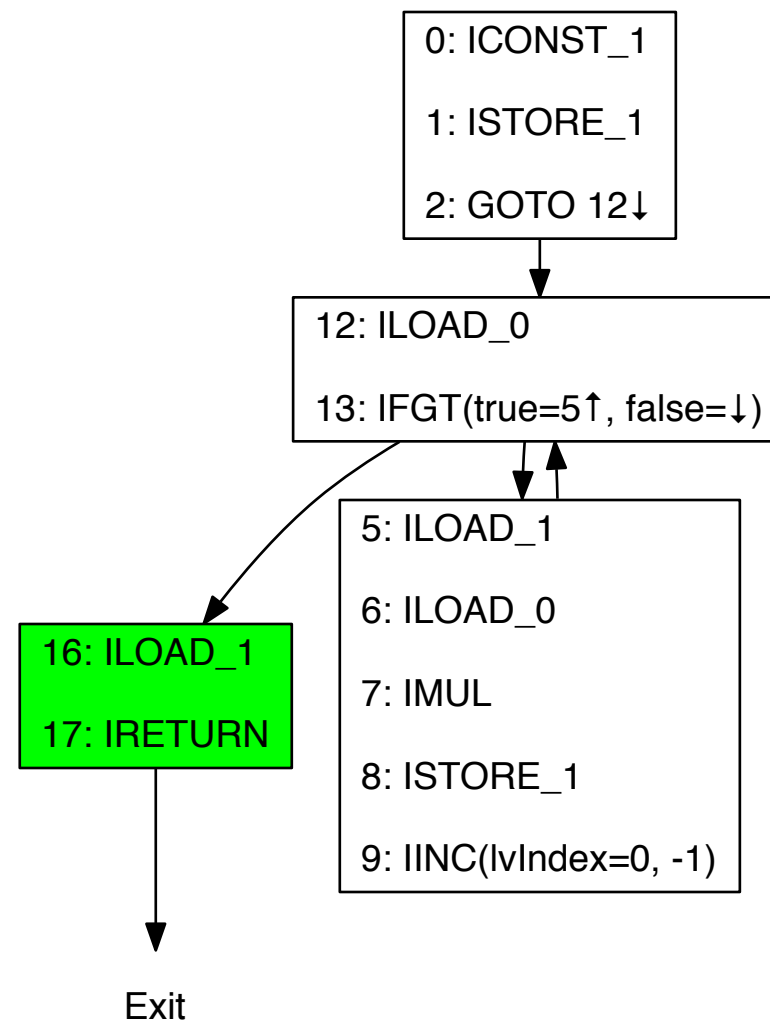 0: ICONST_1
1: ISTORE_1
2: GOTO 12↓
12: ILOAD_0
13: IFGT(true=5↑, false=↓)
5: ILOAD_1
6: ILOAD_0
7: IMUL
8: ISTORE_1
9: IINC(lvIndex=0, -1)
16: ILOAD_1
17: IRETURN
Exit